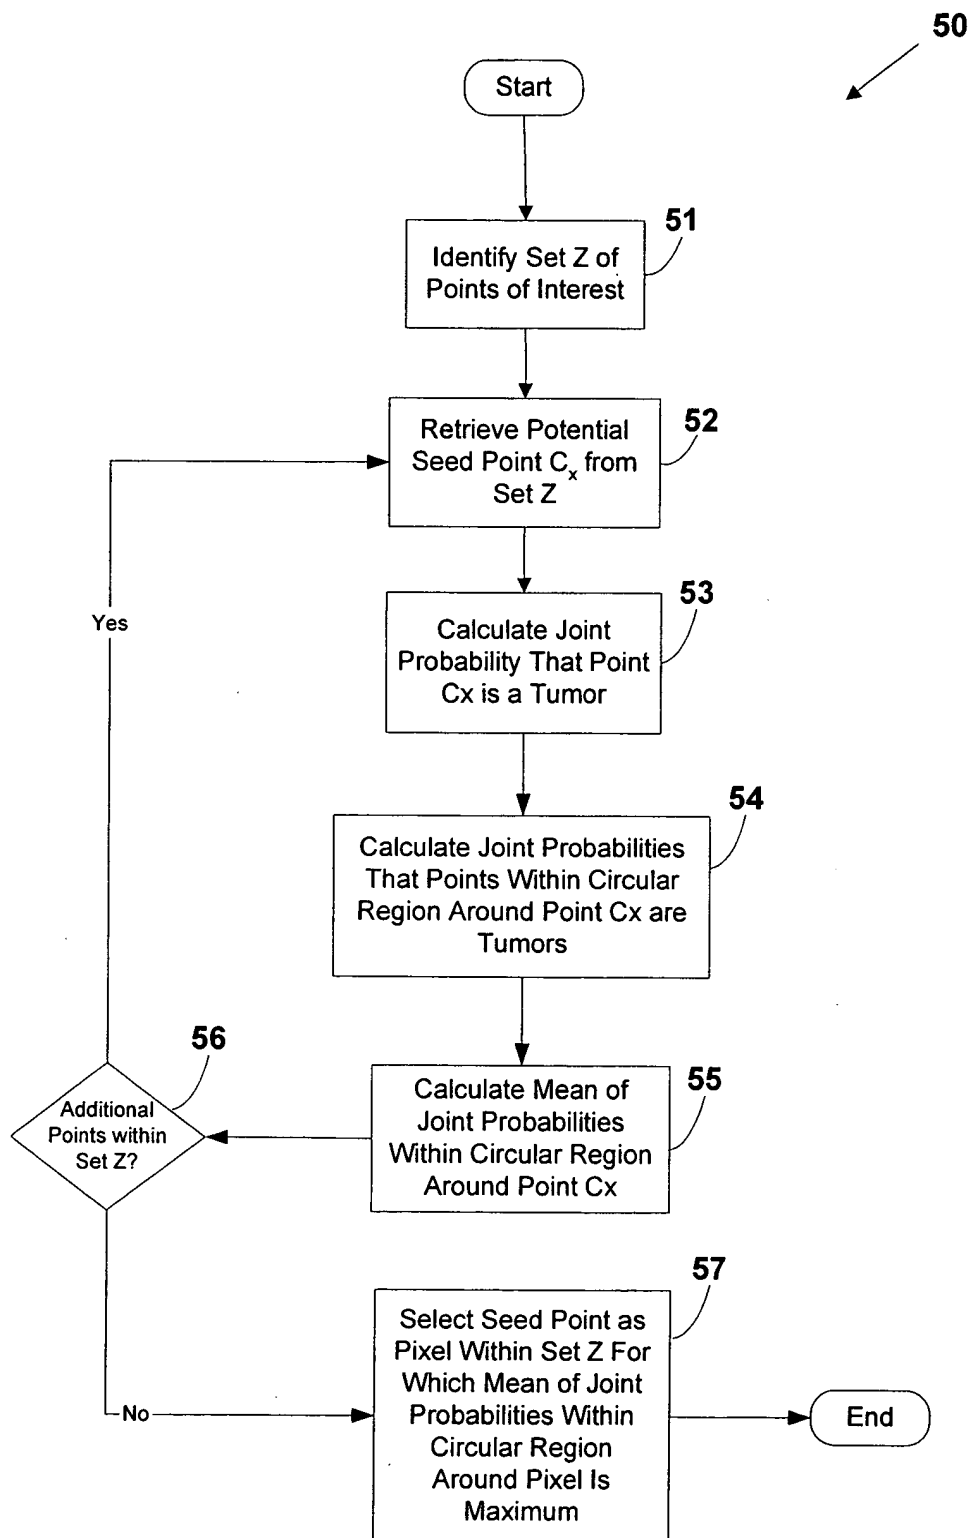 50
Start
51
Identify Set Z of
Points of Interest
52
Retrieve Potential
Seed Point Cx from
Set Z
53
Calculate Joint
Probability That Point
Cx is a Tumor
Yes
54
Calculate Joint Probabilities
That Points Within Circular
Region Around Point Cx are
Tumors
56
Additional
Points within
Set Z?
55
Calculate Mean of
Joint Probabilities
Within Circular Region
Around Point Cx
57
Select Seed Point as
Pixel Within Set Z For
Which Mean of Joint
Probabilities Within
Circular Region
Around Pixel Is
Maximum
No
End